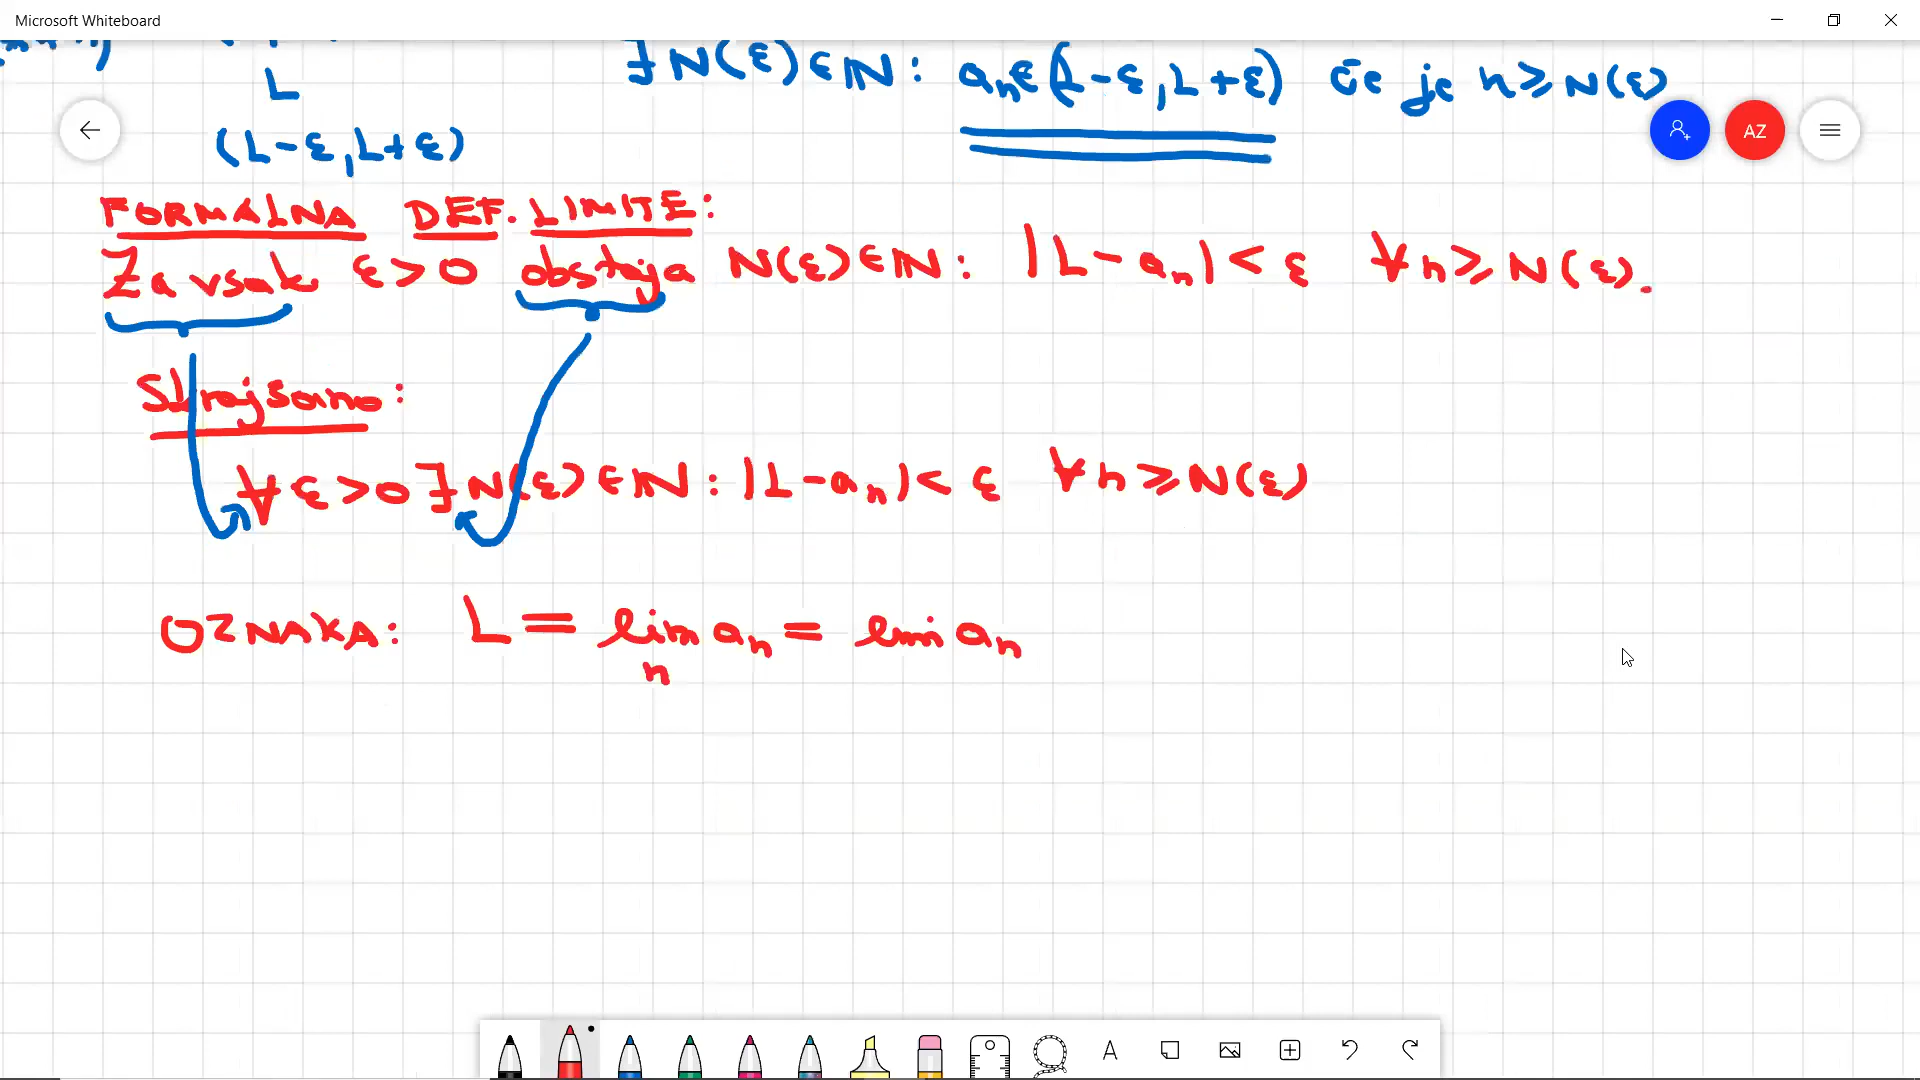 Microsoft Whiteboard
∃ N(ε) ∈ ℕ: aₙ ∈ (L-ε, L+ε) če je n ≥ N(ε)
L
(L-ε, L+ε)
AZ
FORMALNA DEF. LIMITE:
Za vsak ε > 0 obstaja N(ε) ∈ ℕ: |L - aₙ| < ε ∀n ≥ N(ε).
Skrajšano:
∀ε > 0 ∃ N(ε) ∈ ℕ: |L - aₙ| < ε ∀n ≥ N(ε)
OZNAKA: L = lim aₙ = lim aₙ
n